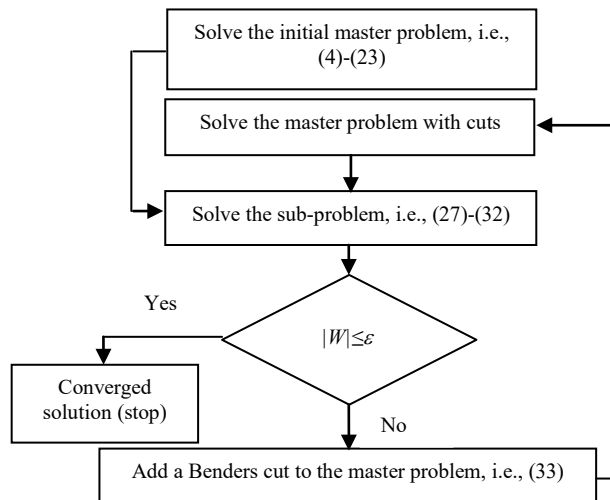 Solve the initial master problem, i.e.,
(4)-(23)
Solve the master problem with cuts
Solve the sub-problem, i.e., (27)-(32)
Yes
|W|≤ε
Converged
solution (stop)
No
Add a Benders cut to the master problem, i.e., (33)